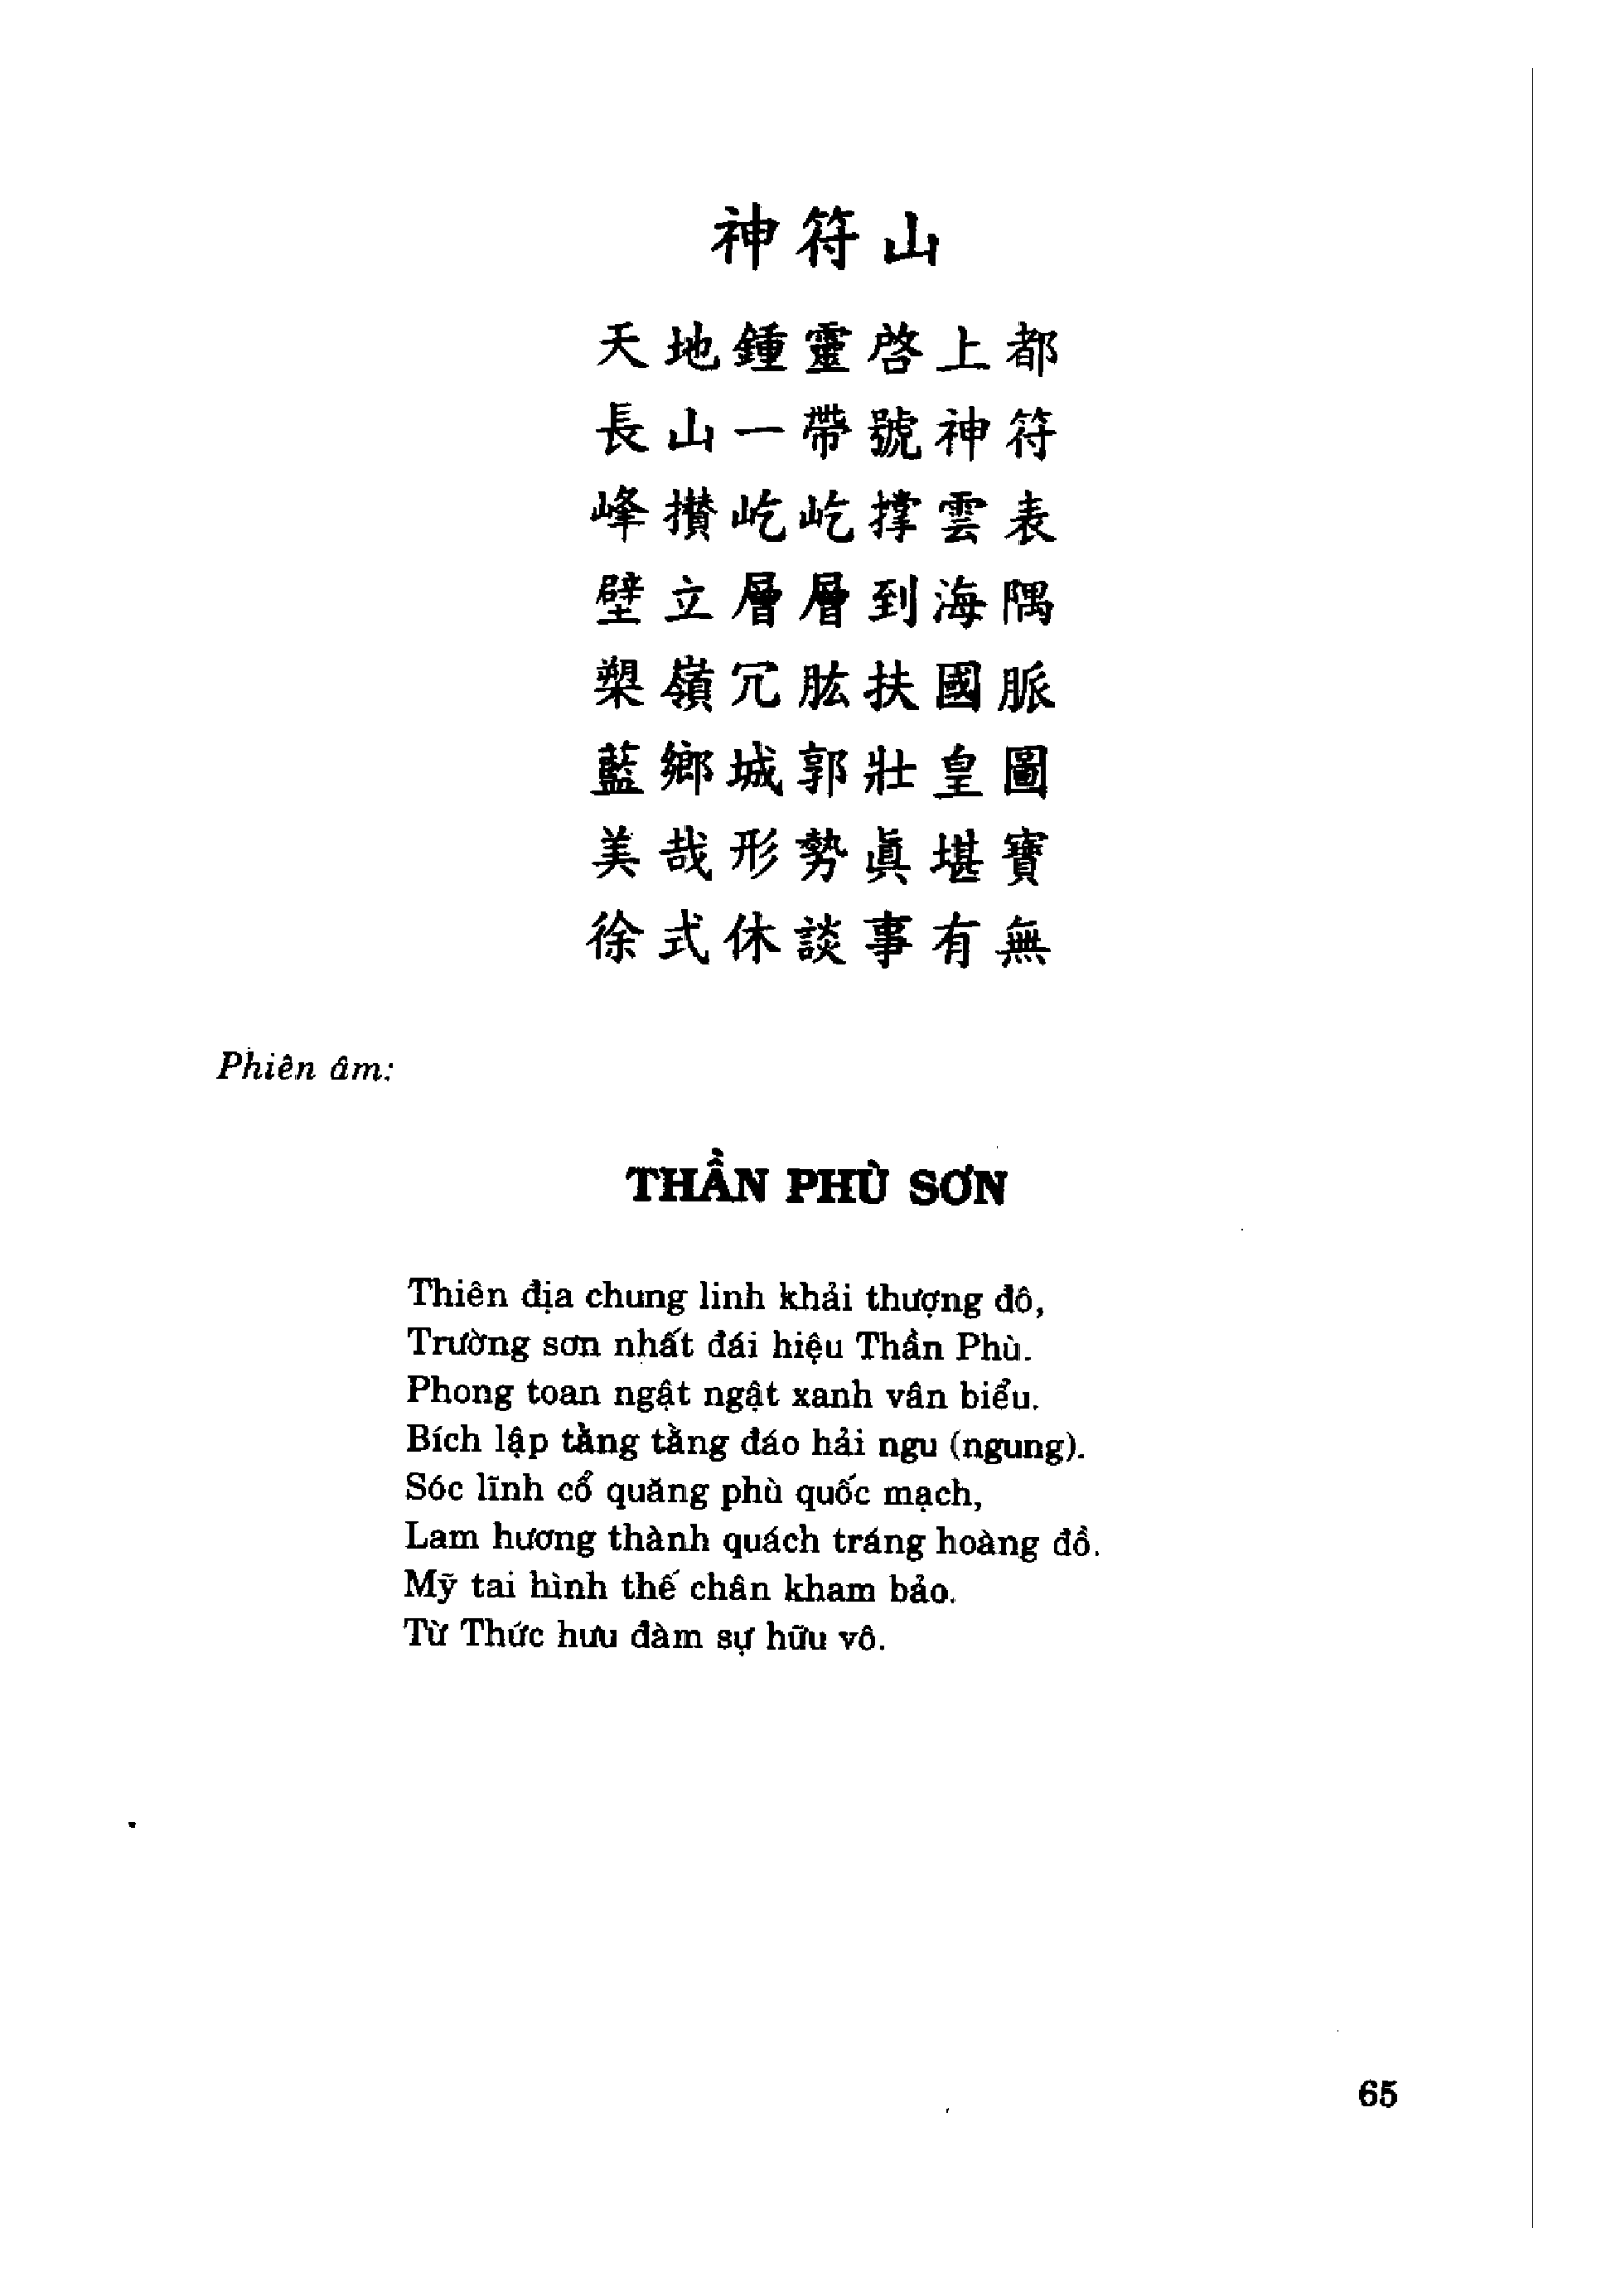 神符山
天地鍾靈啓上都
長山一帶號神符
峰攢屹屹撑雲表
壁立層層到海隅
槊嶺冗肱扶國脈
藍鄉城郭壯皇圖
美哉形勢眞堪寶
徐式休談事有無
Phiên âm:
THẦN PHÙ SƠN
Thiên địa chung linh khải thượng đô,
Trường sơn nhất đái hiệu Thần Phù.
Phong toan ngật ngật xanh vân biểu.
Bích lập tằng tằng đáo hải ngu (ngung).
Sóc lĩnh cổ quăng phù quốc mạch,
Lam hương thành quách tráng hoàng đồ.
Mỹ tai hình thế chân kham bảo.
Từ Thức hưu đàm sự hữu vô.
65